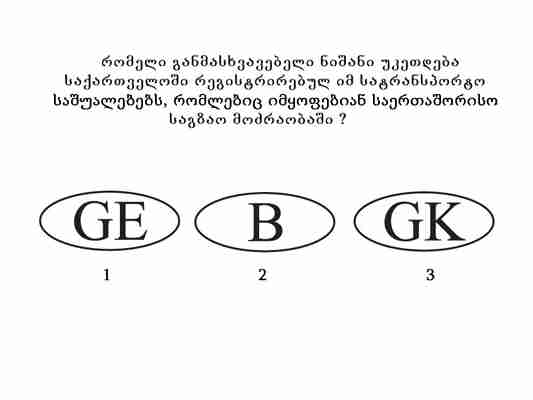 რომელი განმასხვავებელი ნიშანი უკეთდება
საქართველოში რეგისტრირებულ იმ სატრანსპორტო
საშუალებებს, რომლებიც იმყოფებიან საერთაშორისო
საგზაო მოძრაობაში ?
GE B GK
1 2 3